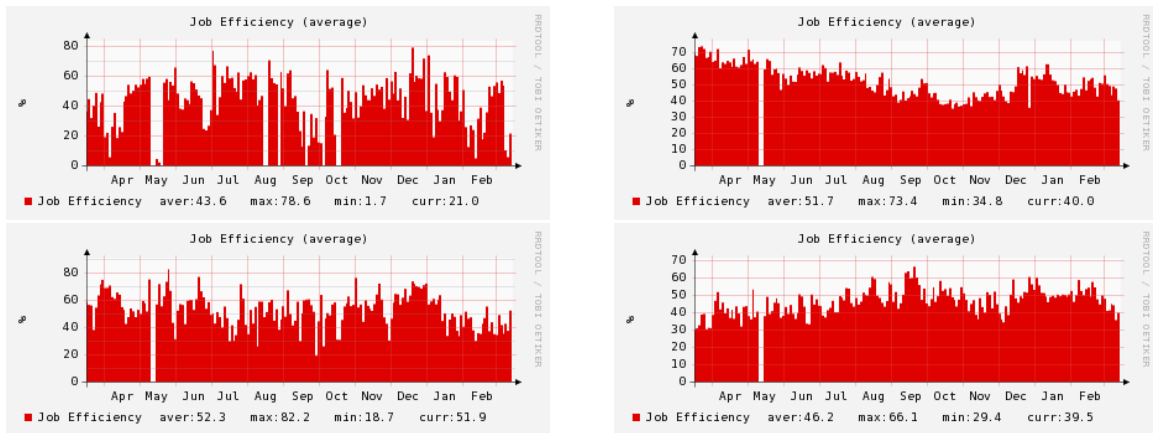 Job Efficiency (average)
80
60
40
20
0
%
Apr May Jun Jul Aug Sep Oct Nov Dec Jan Feb
Job Efficiency aver:43.6 max:78.6 min:1.7 curr:21.0
RRDTOOL / TOBI OETIKER
Job Efficiency (average)
70
60
50
40
30
20
10
0
%
Apr May Jun Jul Aug Sep Oct Nov Dec Jan Feb
Job Efficiency aver:51.7 max:73.4 min:34.8 curr:40.0
RRDTOOL / TOBI OETIKER
Job Efficiency (average)
80
60
40
20
0
%
Apr May Jun Jul Aug Sep Oct Nov Dec Jan Feb
Job Efficiency aver:52.3 max:82.2 min:18.7 curr:51.9
RRDTOOL / TOBI OETIKER
Job Efficiency (average)
70
60
50
40
30
20
10
0
%
Apr May Jun Jul Aug Sep Oct Nov Dec Jan Feb
Job Efficiency aver:46.2 max:66.1 min:29.4 curr:39.5
RRDTOOL / TOBI OETIKER